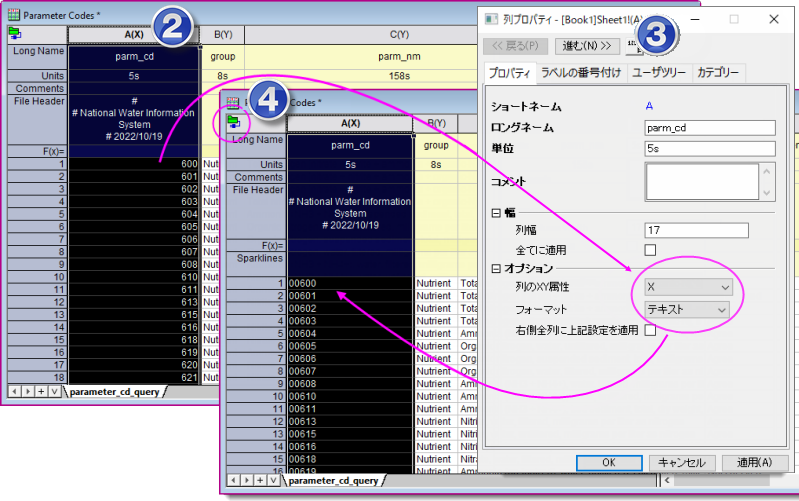 Parameter Codes *
A(X) B(Y) C(Y)
Long Name parm_cd group parm_nm
Units 5s 8s 158s
Comments
File Header #
# National Water Information
System
# 2022/10/19
F(x)=
1 600 Nut
2 601 Nut
3 602 Nut
4 603 Nut
5 604 Nut
6 605 Nut
7 606 Nut
8 607 Nut
9 608 Nut
10 610 Nut
11 611 Nut
12 613 Nut
13 615 Nut
14 616 Nut
15 618 Nut
16 619 Nut
17 620 Nut
18 621 Nut
parameter_cd_query
2
4
Codes *
A(X) B(Y)
Long Name parm_cd group
Units 5s 8s
Comments
File Header #
# National Water Information
System
# 2022/10/19
F(x)=
Sparklines
1 00600 Nutrient Tota
2 00601 Nutrient Tota
3 00602 Nutrient Tota
4 00603 Nutrient Tota
5 00604 Nutrient Amr
6 00605 Nutrient Org
7 00606 Nutrient Org
8 00607 Nutrient Org
9 00608 Nutrient Amr
10 00610 Nutrient Amr
11 00611 Nutrient Amr
12 00613 Nutrient Nitri
13 00615 Nutrient Nitri
14 00616 Nutrient Nitri
15 00618 Nutrient Nitr
16 00619 Nutrient Amr
parameter_cd_query
3
列プロパティ - [Book1]Sheet1!(A)
<< 戻る(P) 進む(N) >>
プロパティ ラベルの番号付け ユーザツリー カテゴリー
ショートネーム A
ロングネーム parm_cd
単位 5s
コメント
幅
列幅 17
全てに適用
オプション
列のXY属性 X
フォーマット テキスト
右側全列に上記設定を適用
OK キャンセル 適用(A)